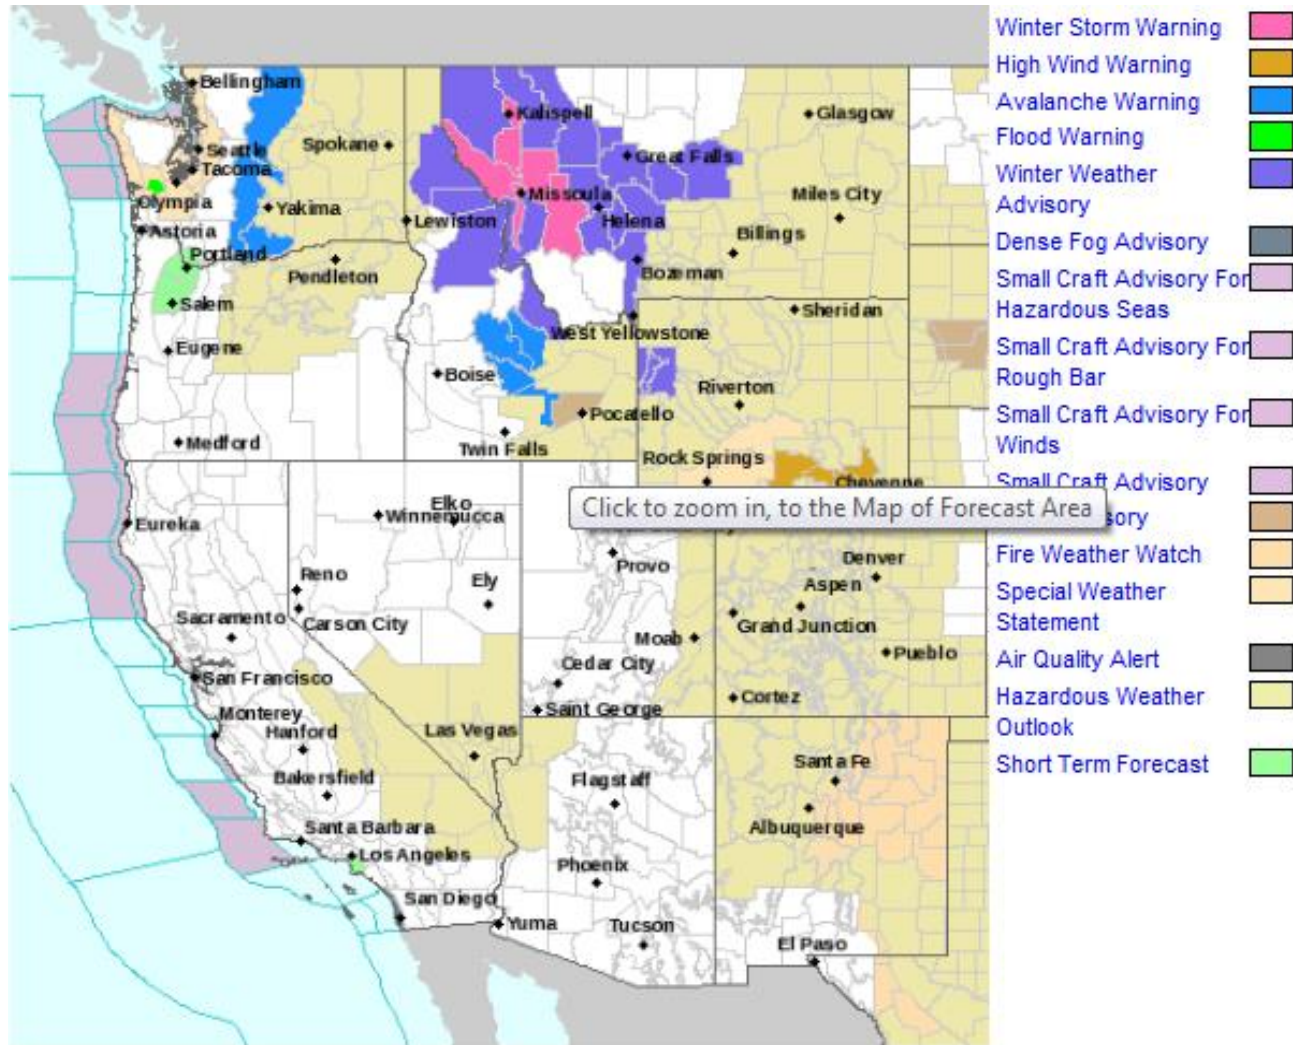 Winter Storm Warning
High Wind Warning
Avalanche Warning
Flood Warning
Winter Weather
Advisory
Dense Fog Advisory
Small Craft Advisory For
Hazardous Seas
Small Craft Advisory For
Rough Bar
Small Craft Advisory For
Winds
Small Craft Advisory
sory
Fire Weather Watch
Special Weather
Statement
Air Quality Alert
Hazardous Weather
Outlook
Short Term Forecast
Bellingham
Kalispell
Glasgow
Seattle
Spokane
Great Falls
Tacoma
Missoula
Miles City
Olympia
Yakima
Lewiston
Helena
Astoria
Billings
Portland
Pendleton
Bozeman
Salem
Sheridan
West Yellowstone
Eugene
Boise
Riverton
Pocatello
Medford
Twin Falls
Rock Springs
Cheyenne
Elko
Winnemucca
Click to zoom in, to the Map of Forecast Area
Eureka
Denver
Provo
Reno
Ely
Aspen
Sacramento
Carson City
Grand Junction
Moab
Pueblo
Cedar City
San Francisco
Cortez
Saint George
Monterey
Hanford
Las Vegas
Santa Fe
Bakersfield
Flagstaff
Albuquerque
Santa Barbara
Los Angeles
Phoenix
San Diego
Yuma
Tucson
El Paso